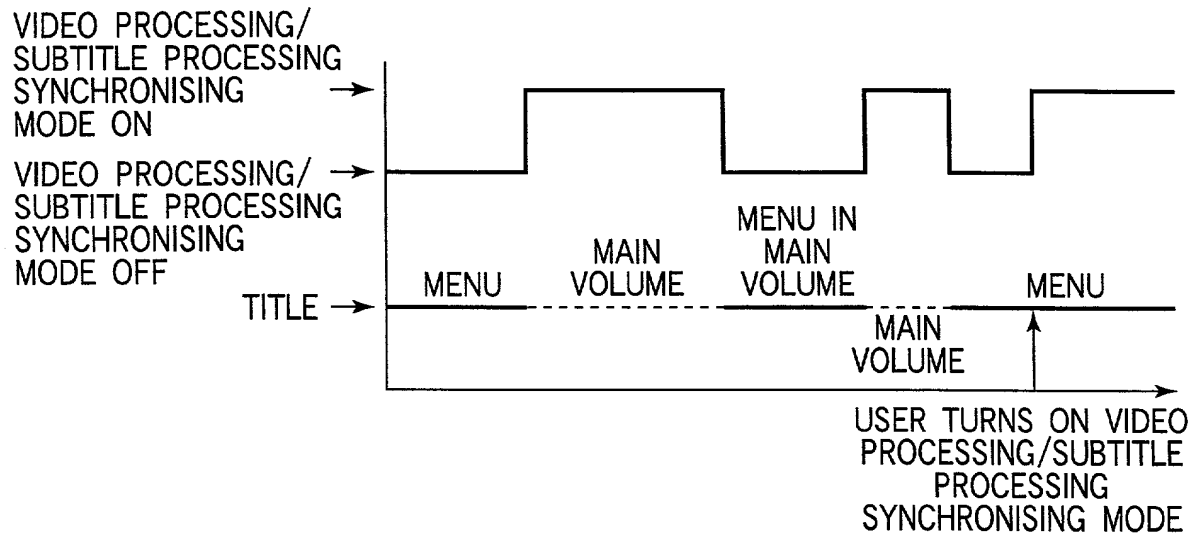 VIDEO PROCESSING/
SUBTITLE PROCESSING
SYNCHRONISING
MODE ON
VIDEO PROCESSING/
SUBTITLE PROCESSING
SYNCHRONISING
MODE OFF
TITLE
MENU
MAIN
VOLUME
MENU IN
MAIN
VOLUME
MAIN
VOLUME
MENU
USER TURNS ON VIDEO
PROCESSING/SUBTITLE
PROCESSING
SYNCHRONISING MODE